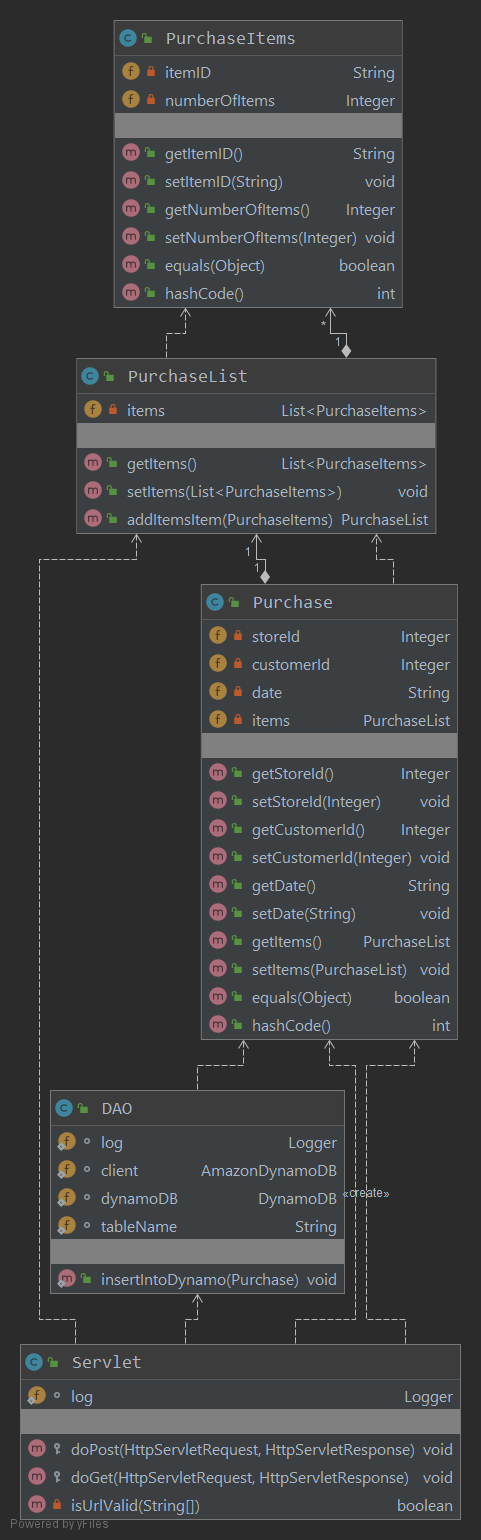 PurchaseItems
itemID String
numberOfItems Integer
getItemID() String
setItemID(String) void
getNumberOfItems() Integer
setNumberOfItems(Integer) void
equals(Object) boolean
hashCode() int
*
1
PurchaseList
items List<PurchaseItems>
getItems() List<PurchaseItems>
setItems(List<PurchaseItems>) void
addItemsItem(PurchaseItems) PurchaseList
1
1
Purchase
storeId Integer
customerId Integer
date String
items PurchaseList
getStoreId() Integer
setStoreId(Integer) void
getCustomerId() Integer
setCustomerId(Integer) void
getDate() String
setDate(String) void
getItems() PurchaseList
setItems(PurchaseList) void
equals(Object) boolean
hashCode() int
DAO
log Logger
client AmazonDynamoDB
dynamoDB DynamoDB
«create»
tableName String
insertIntoDynamo(Purchase) void
Servlet
log Logger
doPost(HttpServletRequest, HttpServletResponse) void
doGet(HttpServletRequest, HttpServletResponse) void
isUrlValid(String[]) boolean
Powered by yFiles